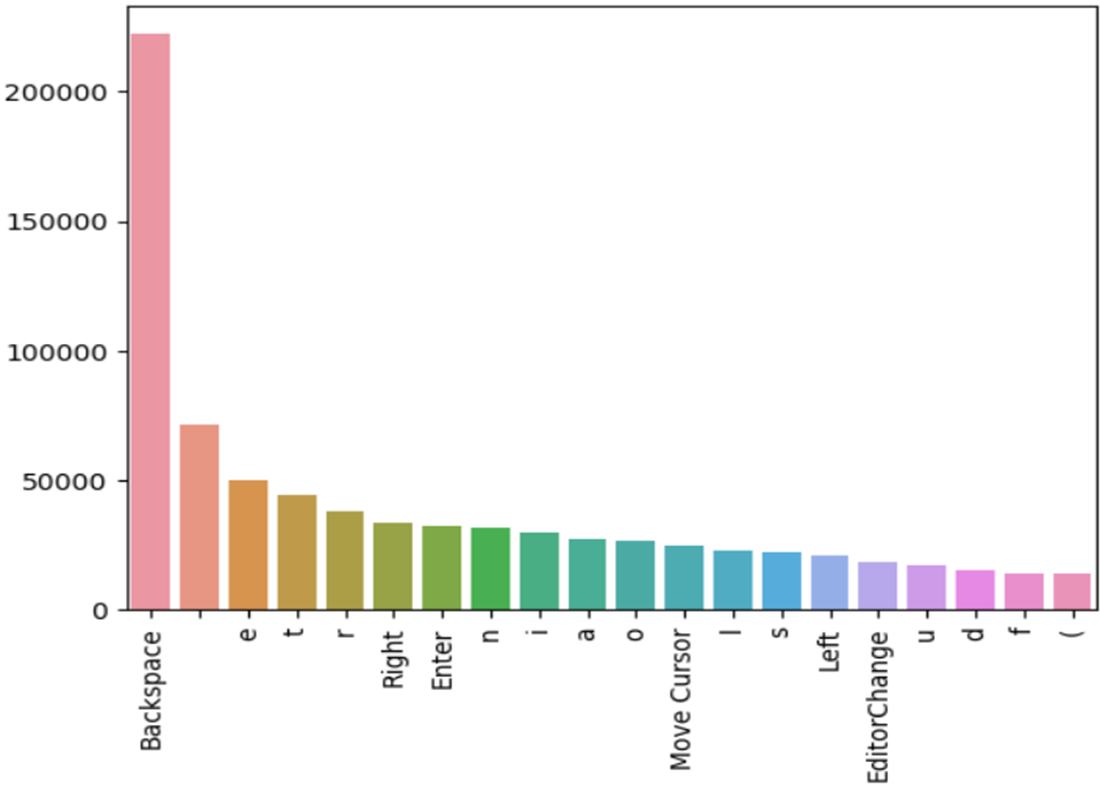 200000
150000
100000
50000
0
Backspace
e
t
r
Right
Enter
n
i
a
o
Move Cursor
l
s
Left
EditorChange
u
d
f
(